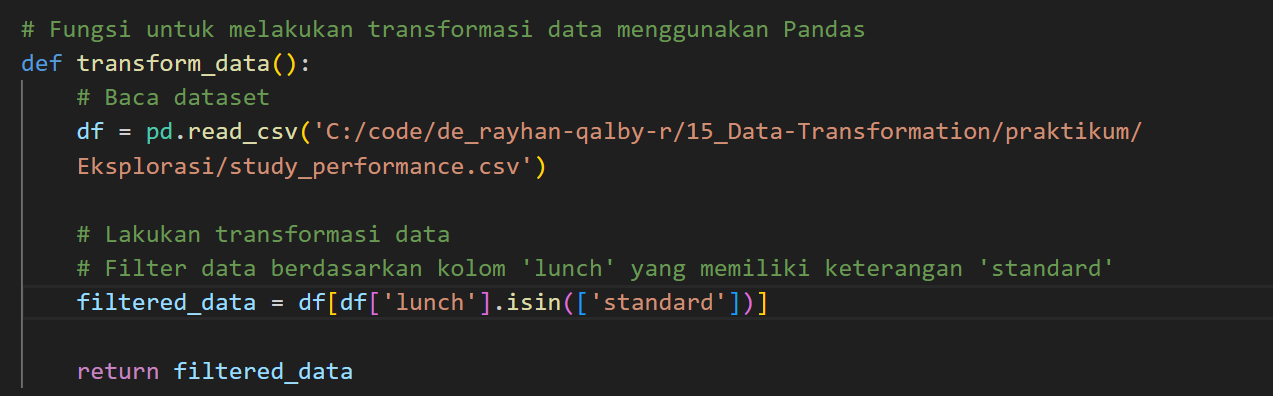 # Fungsi untuk melakukan transformasi data menggunakan Pandas
def transform_data():
    # Baca dataset
    df = pd.read_csv('C:/code/de_rayhan-qalby-r/15_Data-Transformation/praktikum/
    Eksplorasi/study_performance.csv')

    # Lakukan transformasi data
    # Filter data berdasarkan kolom 'lunch' yang memiliki keterangan 'standard'
    filtered_data = df[df['lunch'].isin(['standard'])]

    return filtered_data